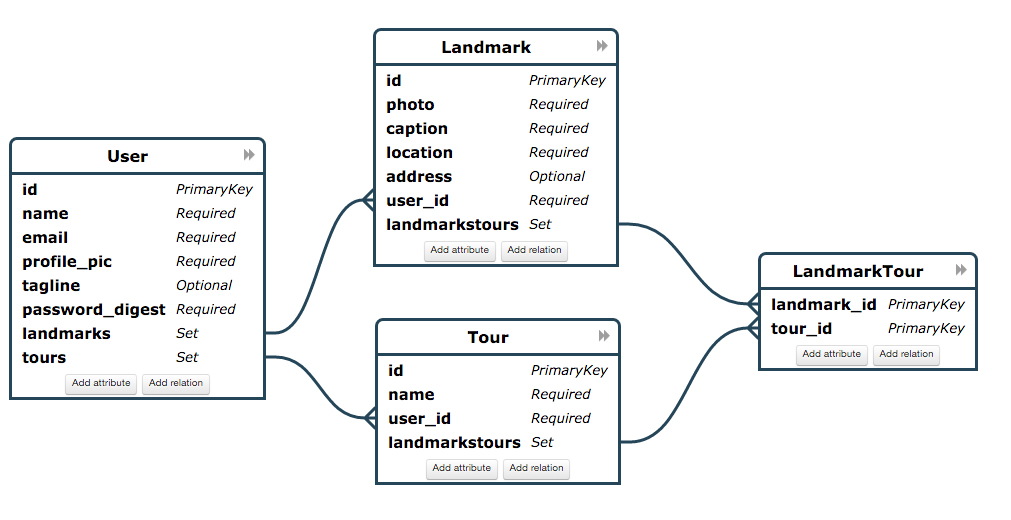 User
id PrimaryKey
name Required
email Required
profile_pic Required
tagline Optional
password_digest Required
landmarks Set
tours Set
Add attribute Add relation
Landmark
id PrimaryKey
photo Required
caption Required
location Required
address Optional
user_id Required
landmarkstours Set
Add attribute Add relation
Tour
id PrimaryKey
name Required
user_id Required
landmarkstours Set
Add attribute Add relation
LandmarkTour
landmark_id PrimaryKey
tour_id PrimaryKey
Add attribute Add relation